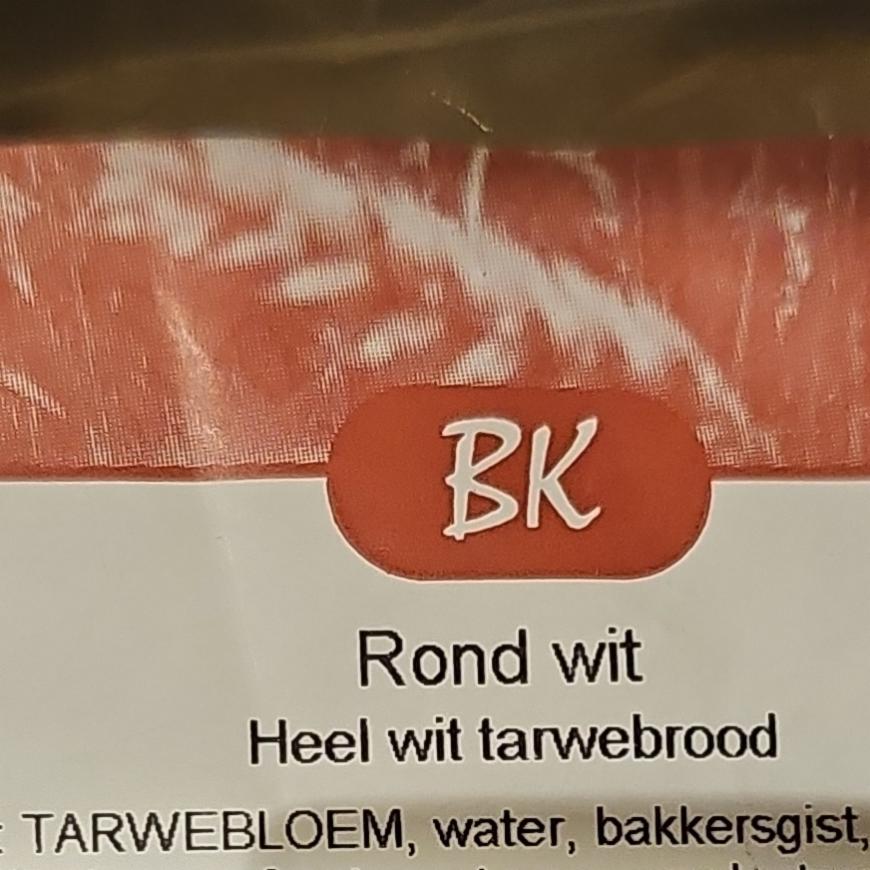 BK
Rond wit
Heel wit tarwebrood
: TARWEBLOEM, water, bakkersgist,